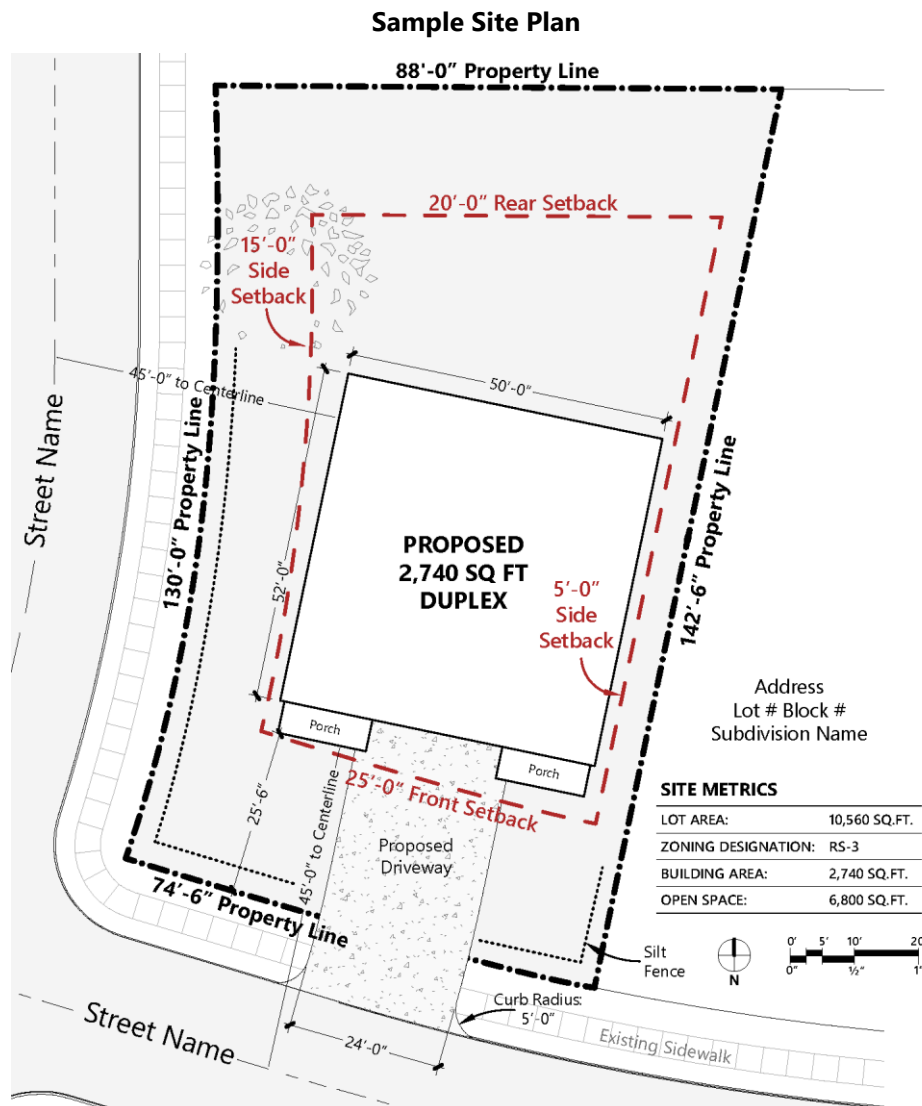 Sample Site Plan
88'-0” Property Line
20’-0” Rear Setback
15’-0”
Side
Setback
45’-0” to Centerline
50’-0”
Street Name
130’-0” Property Line
52’-0”
PROPOSED
2,740 SQ FT
DUPLEX
5’-0”
Side
Setback
142’-6” Property Line
Address
Lot # Block #
Subdivision Name
Porch
Porch
25’-0” Front Setback
25’-6”
45’-0” to Centerline
Proposed
Driveway
74’-6” Property Line
SITE METRICS
LOT AREA: 10,560 SQ.FT.
ZONING DESIGNATION: RS-3
BUILDING AREA: 2,740 SQ.FT.
OPEN SPACE: 6,800 SQ.FT.
Silt
Fence
N
0’ 5’ 10’ 20
0” ½” 1”
Curb Radius:
5’-0”
Street Name
24’-0”
Existing Sidewalk